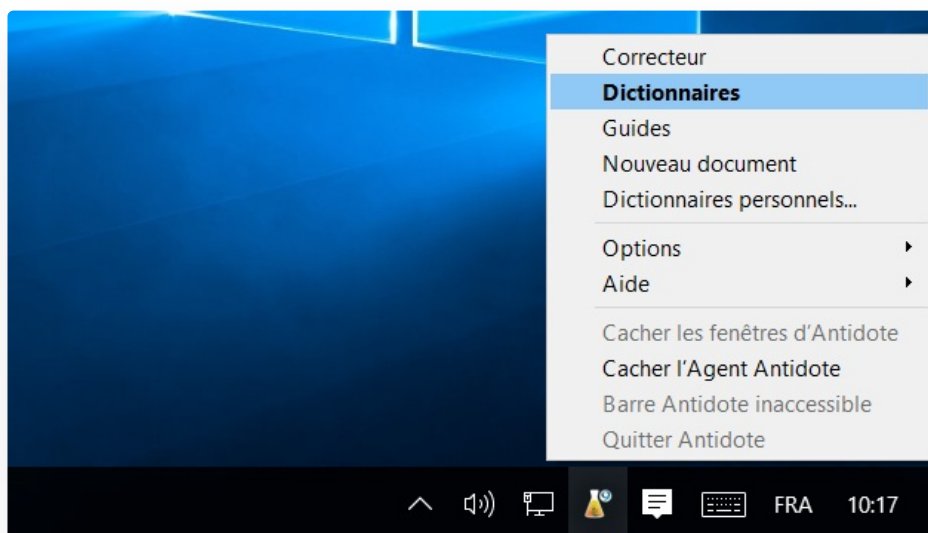 Correcteur
Dictionnaires
Guides
Nouveau document
Dictionnaires personnels...
Options
Aide
Cacher les fenêtres d’Antidote
Cacher l’Agent Antidote
Barre Antidote inaccessible
Quitter Antidote
FRA 10:17